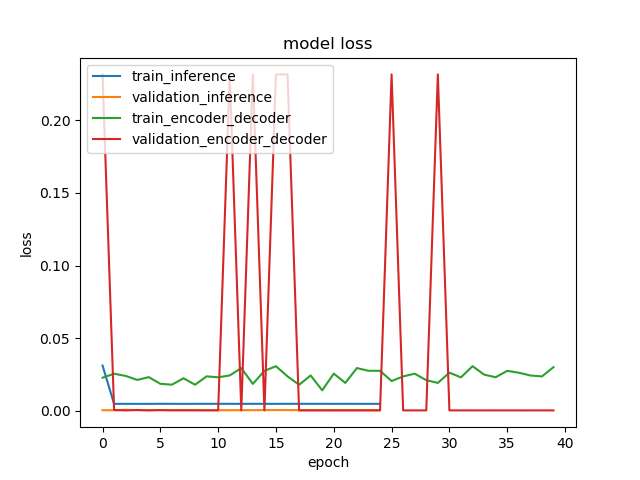 model loss
train_inference
validation_inference
train_encoder_decoder
validation_encoder_decoder
0.20
0.15
0.10
0.05
0.00
loss
0 5 10 15 20 25 30 35 40
epoch